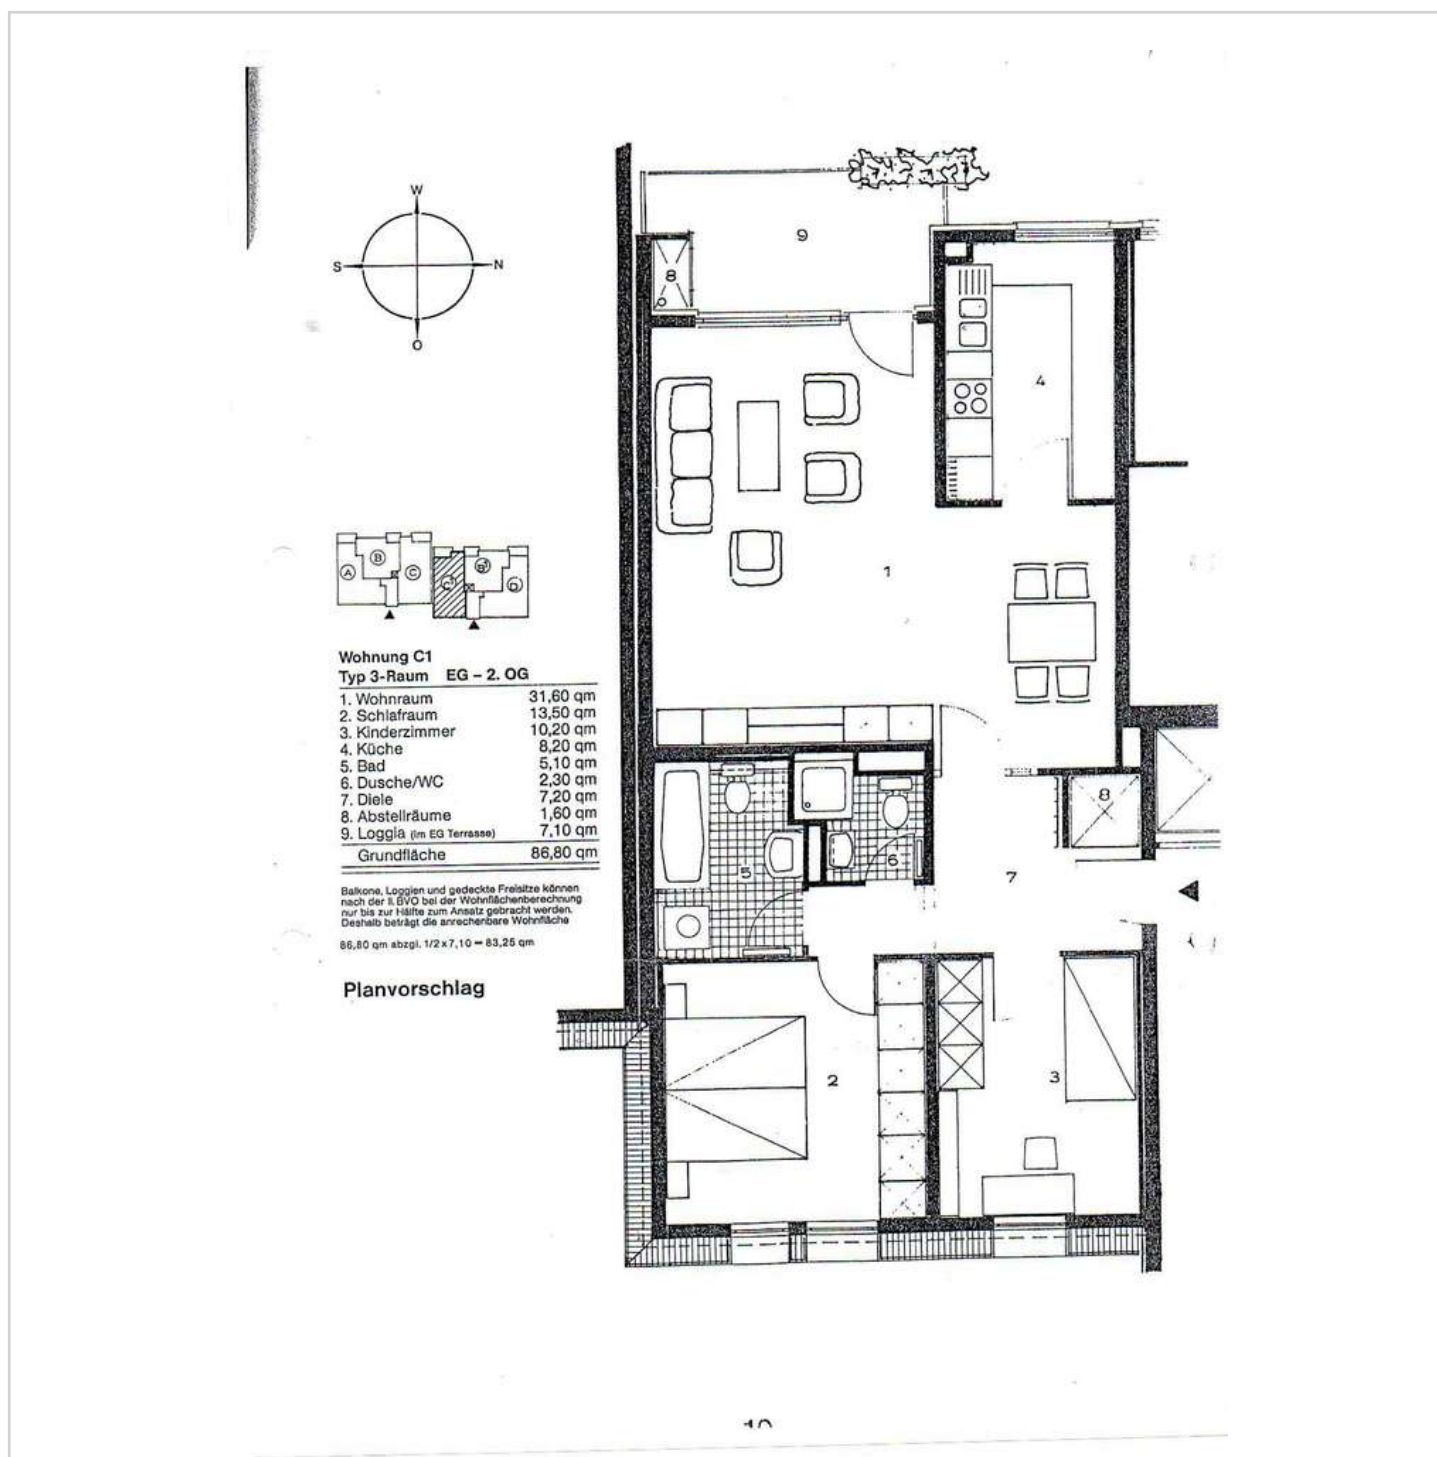 W
S
N
O
A
B
C
C1
B1
D
Wohnung C1
Typ 3-Raum EG – 2. OG
1. Wohnraum 31,60 qm
2. Schlafraum 13,50 qm
3. Kinderzimmer 10,20 qm
4. Küche 8,20 qm
5. Bad 5,10 qm
6. Dusche/WC 2,30 qm
7. Diele 7,20 qm
8. Abstellräume 1,60 qm
9. Loggia (im EG Terrasse) 7,10 qm
Grundfläche 86,80 qm
Balkone, Loggien und gedeckte Freisitze können
nach der II. BVO bei der Wohnflächenberechnung
nur bis zur Hälfte zum Ansatz gebracht werden.
Deshalb beträgt die anrechenbare Wohnfläche
86,80 qm abzgl. 1/2 x 7,10 = 83,25 qm
Planvorschlag
9
8
4
1
8
5
6
7
2
3